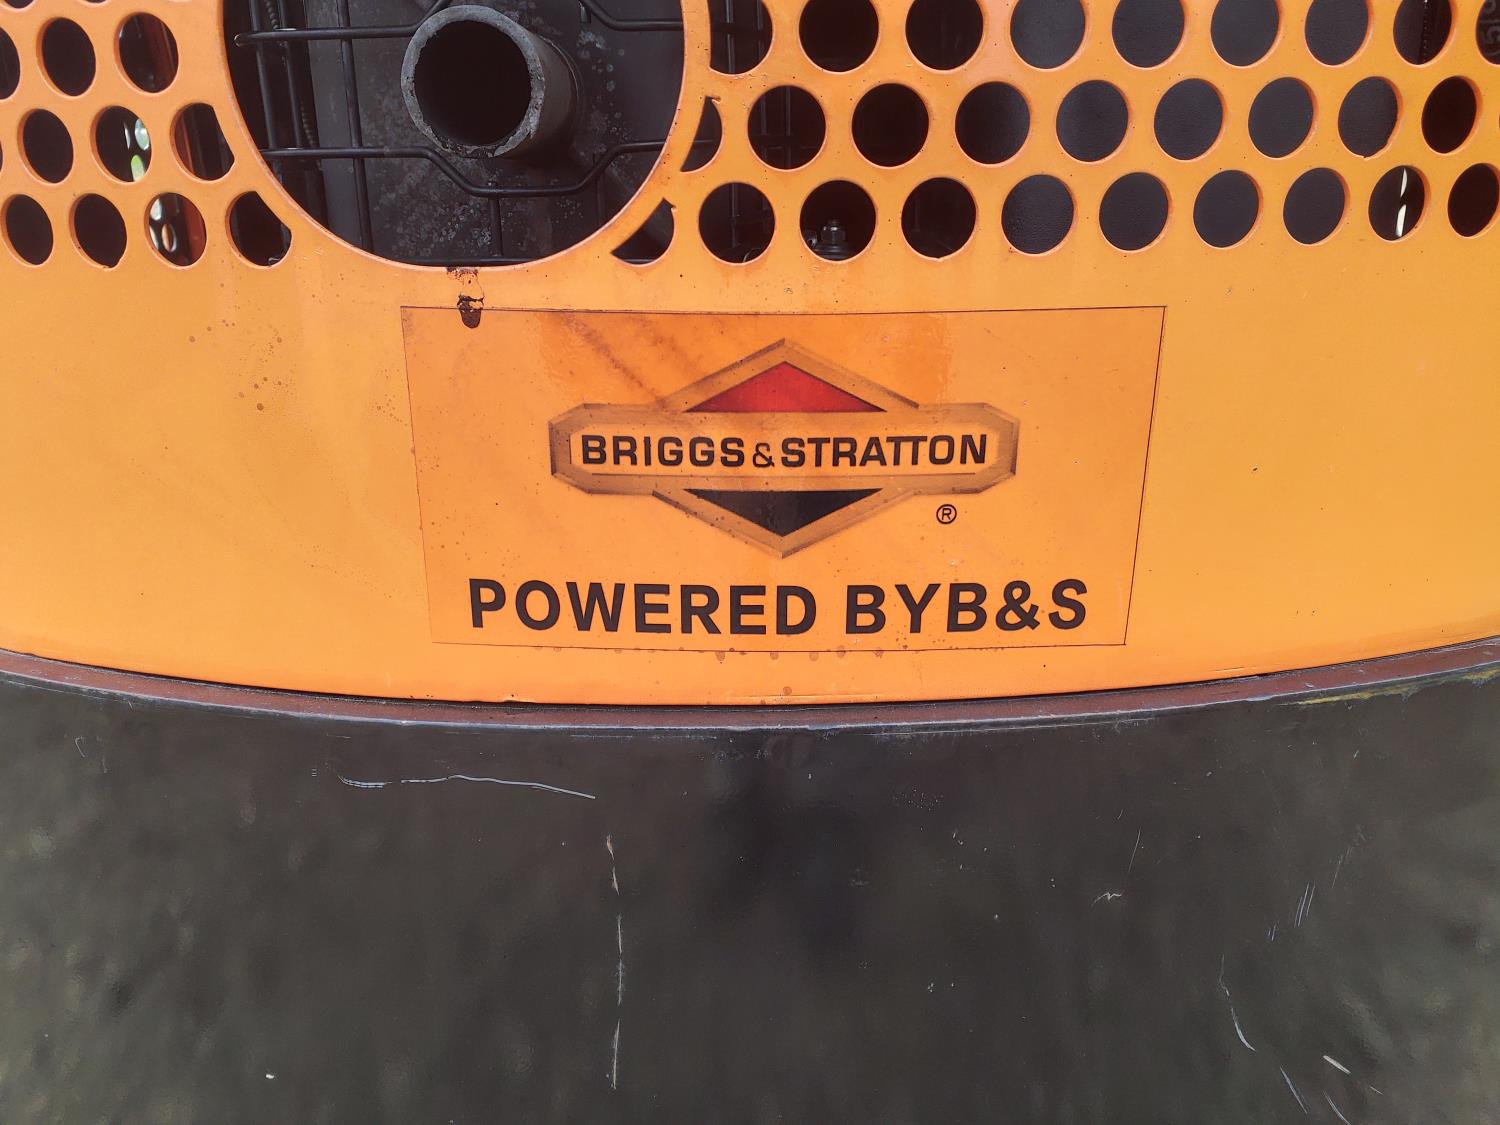 BRIGGS & STRATTON
®
POWERED BYB&S